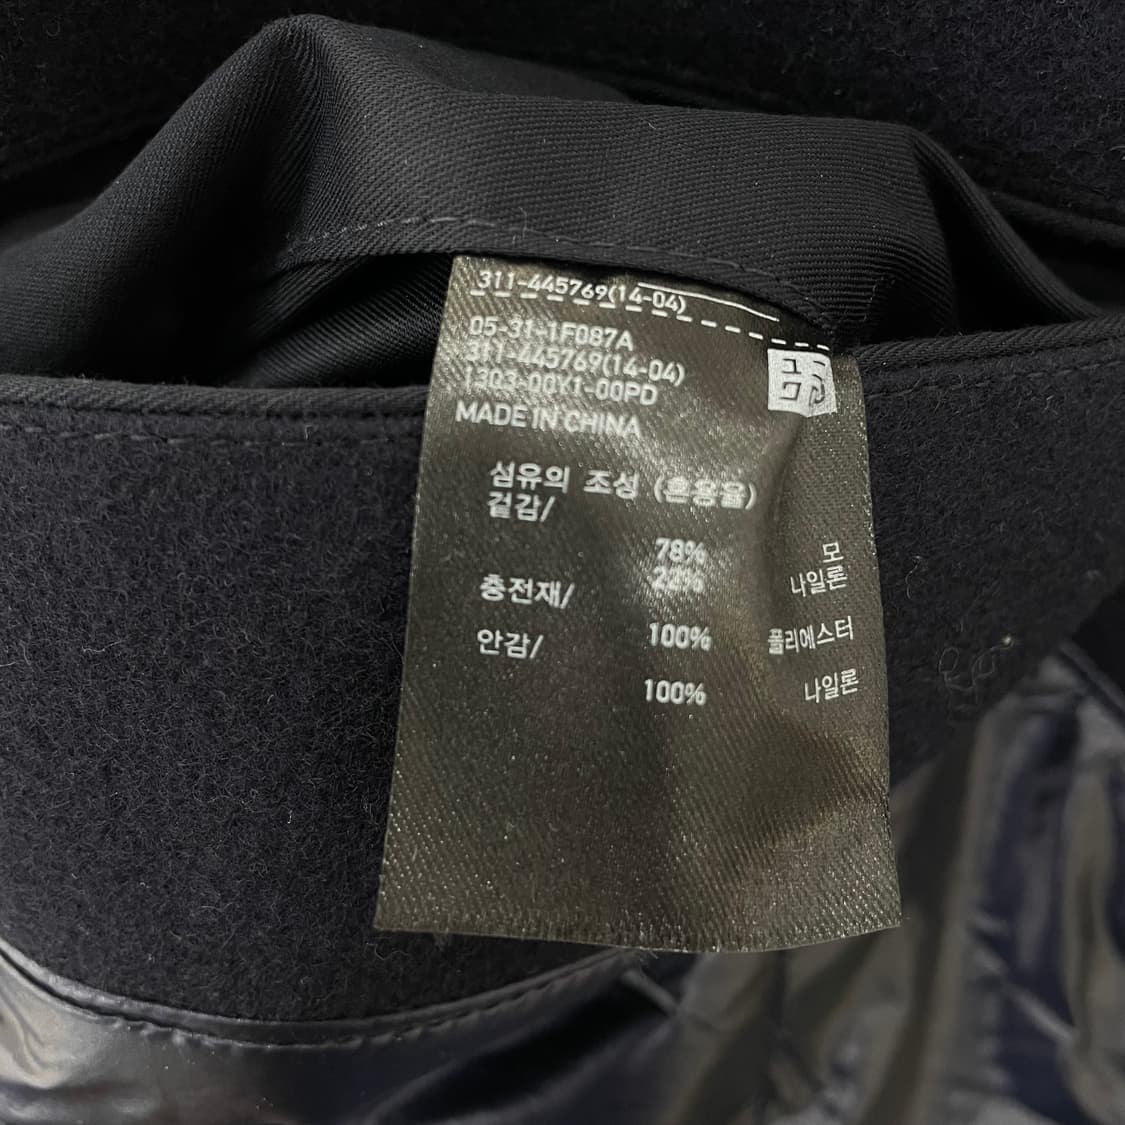 311-445769(14-04)
05-31-1F087A
311-445769(14-04)
1303-00X1-00PD
MADE IN CHINA
섬유의 조성 (혼용율)
겉감/
78% 모
22% 나일론
충전재/
100% 폴리에스터
안감/
100% 나일론